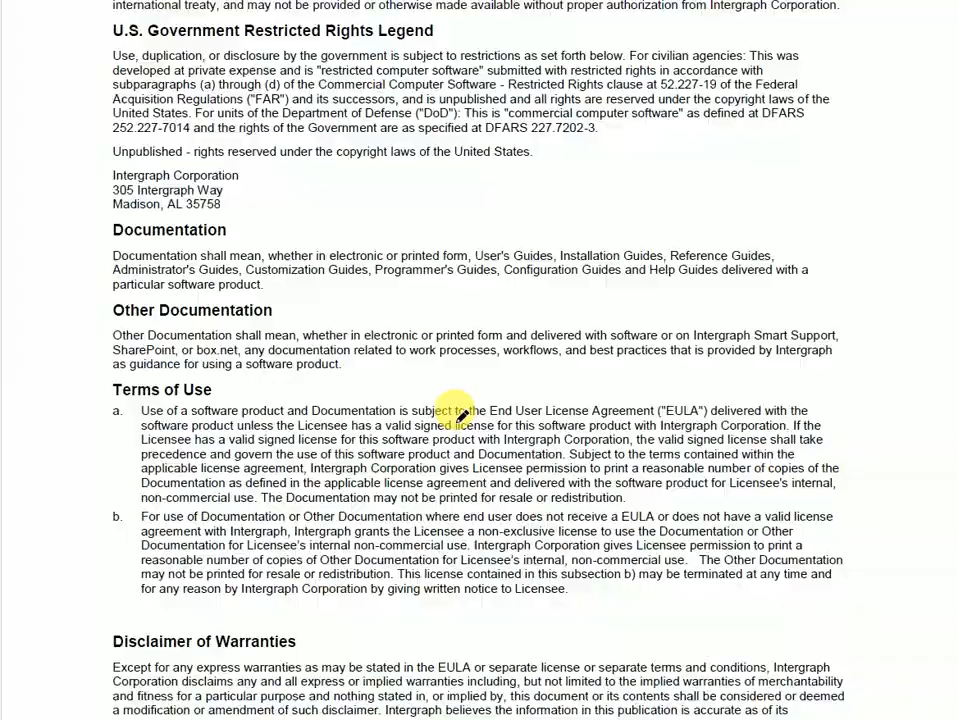 international treaty, and may not be provided or otherwise made available without proper authorization from Intergraph Corporation.
U.S. Government Restricted Rights Legend
Use, duplication, or disclosure by the government is subject to restrictions as set forth below. For civilian agencies: This was
developed at private expense and is "restricted computer software" submitted with restricted rights in accordance with
subparagraphs (a) through (d) of the Commercial Computer Software - Restricted Rights clause at 52.227-19 of the Federal
Acquisition Regulations ("FAR") and its successors, and is unpublished and all rights are reserved under the copyright laws of the
United States. For units of the Department of Defense ("DoD"): This is "commercial computer software" as defined at DFARS
252.227-7014 and the rights of the Government are as specified at DFARS 227.7202-3.
Unpublished - rights reserved under the copyright laws of the United States.
Intergraph Corporation
305 Intergraph Way
Madison, AL 35758
Documentation
Documentation shall mean, whether in electronic or printed form, User's Guides, Installation Guides, Reference Guides,
Administrator's Guides, Customization Guides, Programmer's Guides, Configuration Guides and Help Guides delivered with a
particular software product.
Other Documentation
Other Documentation shall mean, whether in electronic or printed form and delivered with software or on Intergraph Smart Support,
SharePoint, or box.net, any documentation related to work processes, workflows, and best practices that is provided by Intergraph
as guidance for using a software product.
Terms of Use
a. Use of a software product and Documentation is subject to the End User License Agreement ("EULA") delivered with the
software product unless the Licensee has a valid signed license for this software product with Intergraph Corporation. If the
Licensee has a valid signed license for this software product with Intergraph Corporation, the valid signed license shall take
precedence and govern the use of this software product and Documentation. Subject to the terms contained within the
applicable license agreement, Intergraph Corporation gives Licensee permission to print a reasonable number of copies of the
Documentation as defined in the applicable license agreement and delivered with the software product for Licensee's internal,
non-commercial use. The Documentation may not be printed for resale or redistribution.
b. For use of Documentation or Other Documentation where end user does not receive a EULA or does not have a valid license
agreement with Intergraph, Intergraph grants the Licensee a non-exclusive license to use the Documentation or Other
Documentation for Licensee's internal non-commercial use. Intergraph Corporation gives Licensee permission to print a
reasonable number of copies of Other Documentation for Licensee's internal, non-commercial use. The Other Documentation
may not be printed for resale or redistribution. This license contained in this subsection b) may be terminated at any time and
for any reason by Intergraph Corporation by giving written notice to Licensee.
Disclaimer of Warranties
Except for any express warranties as may be stated in the EULA or separate license or separate terms and conditions, Intergraph
Corporation disclaims any and all express or implied warranties including, but not limited to the implied warranties of merchantability
and fitness for a particular purpose and nothing stated in, or implied by, this document or its contents shall be considered or deemed
a modification or amendment of such disclaimer. Intergraph believes the information in this publication is accurate as of its